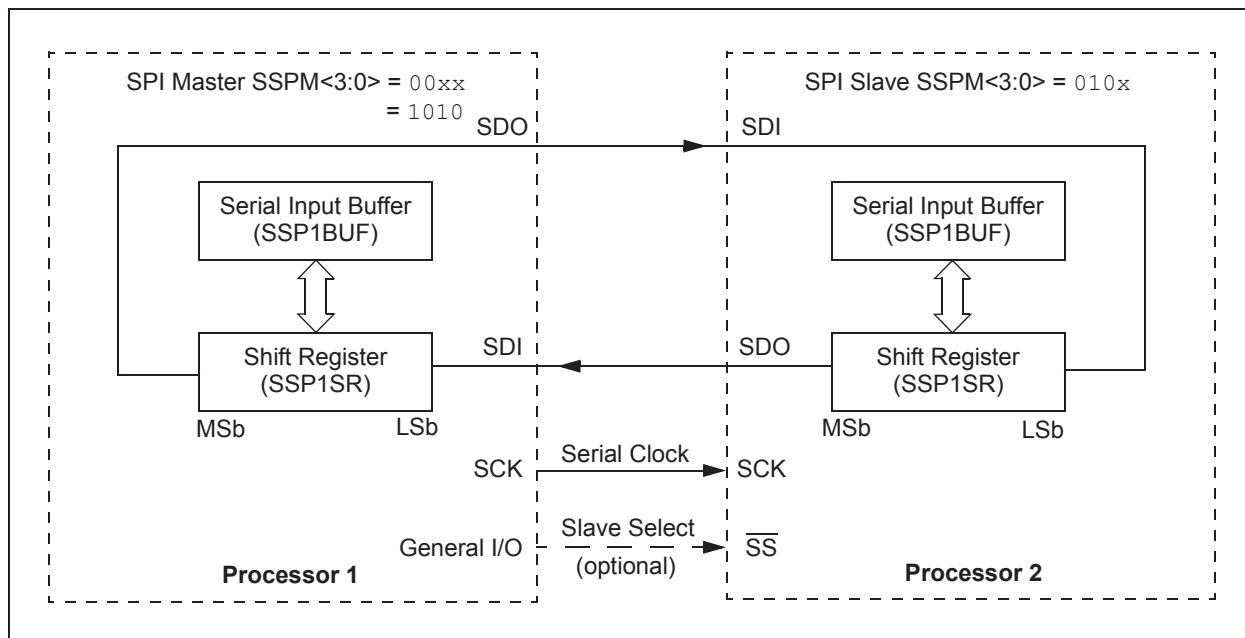 SPI Master SSPM<3:0> = 00xx
= 1010
SDO
Serial Input Buffer
(SSP1BUF)
Shift Register
(SSP1SR)
MSb
LSb
SDI
SCK
General I/O
Processor 1
Serial Clock
Slave Select
(optional)
SPI Slave SSPM<3:0> = 010x
SDI
Serial Input Buffer
(SSP1BUF)
SDO
Shift Register
(SSP1SR)
MSb
LSb
SCK
S̅S̅
Processor 2